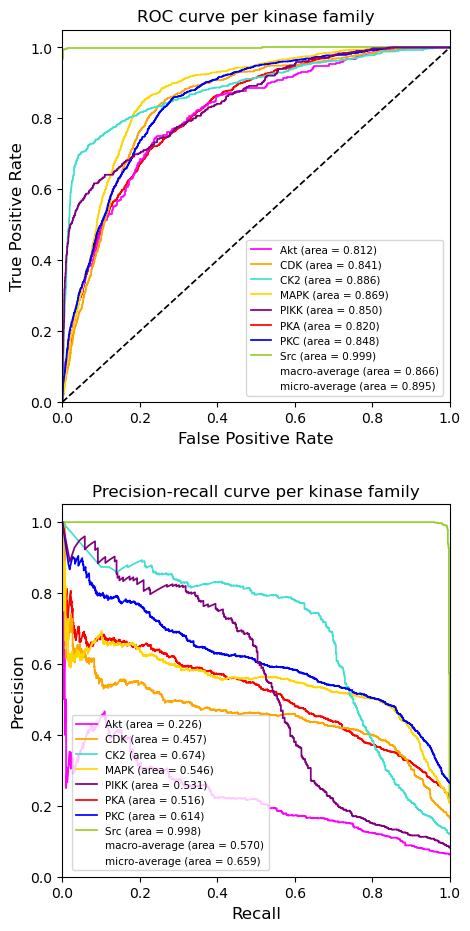 ROC curve per kinase family
1.0
0.8
0.6
0.4
0.2
0.0
True Positive Rate
Akt (area = 0.812)
CDK (area = 0.841)
CK2 (area = 0.886)
MAPK (area = 0.869)
PIKK (area = 0.850)
PKA (area = 0.820)
PKC (area = 0.848)
Src (area = 0.999)
macro-average (area = 0.866)
micro-average (area = 0.895)
0.0 0.2 0.4 0.6 0.8 1.0
False Positive Rate
Precision-recall curve per kinase family
1.0
0.8
0.6
0.4
0.2
0.0
Precision
Akt (area = 0.226)
CDK (area = 0.457)
CK2 (area = 0.674)
MAPK (area = 0.546)
PIKK (area = 0.531)
PKA (area = 0.516)
PKC (area = 0.614)
Src (area = 0.998)
macro-average (area = 0.570)
micro-average (area = 0.659)
0.0 0.2 0.4 0.6 0.8 1.0
Recall